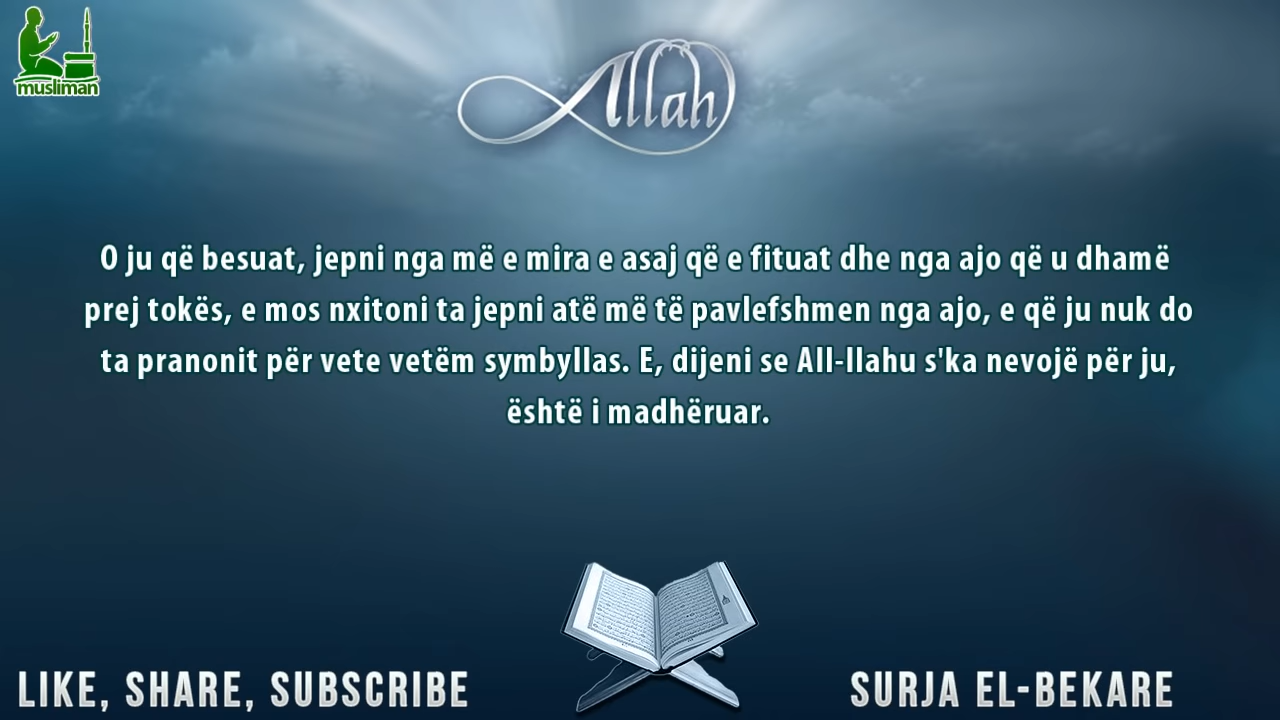 musliman
Allah
O ju që besuat, jepni nga më e mira e asaj që e fituat dhe nga ajo që u dhamë
prej tokës, e mos nxitoni ta jepni atë më të pavlefshmen nga ajo, e që ju nuk do
ta pranonit për vete vetëm symbyllas. E, dijeni se All-llahu s'ka nevojë për ju,
është i madhëruar.
LIKE, SHARE, SUBSCRIBE
SURJA EL-BEKARE